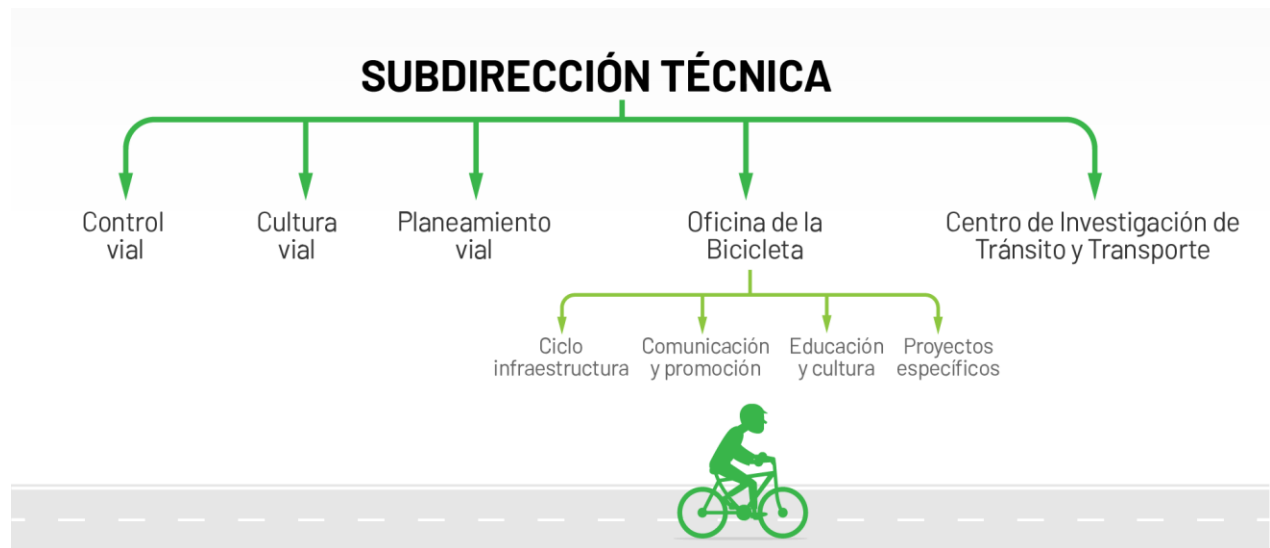 SUBDIRECCIÓN TÉCNICA
Control
vial
Cultura
vial
Planeamiento
vial
Oficina de la
Bicicleta
Centro de Investigación de
Tránsito y Transporte
Ciclo
infraestructura
Comunicación
y promoción
Educación
y cultura
Proyectos
específicos